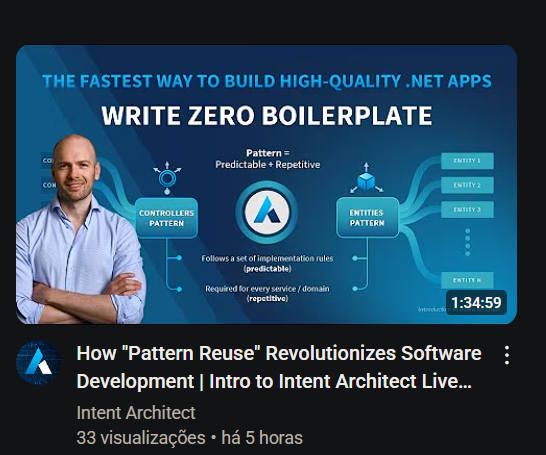 THE FASTEST WAY TO BUILD HIGH-QUALITY .NET APPS
WRITE ZERO BOILERPLATE
Pattern =
Predictable + Repetitive
CONTROLLERS
PATTERN
ENTITIES
PATTERN
ENTITY 1
ENTITY 2
ENTITY 3
ENTITY N
Follows a set of implementation rules
(predictable)
Required for every service / domain
(repetitive)
1:34:59
How "Pattern Reuse" Revolutionizes Software
Development | Intro to Intent Architect Live...
Intent Architect
33 visualizações • há 5 horas